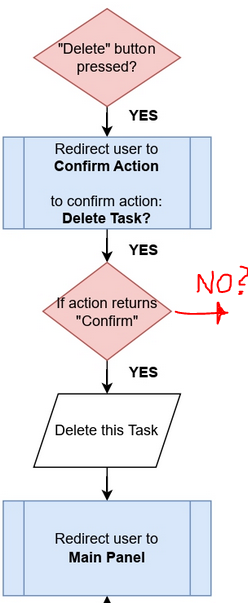 "Delete" button
pressed?
YES
Redirect user to
Confirm Action
to confirm action:
Delete Task?
YES
If action returns
"Confirm"
NO?
YES
Delete this Task
Redirect user to
Main Panel